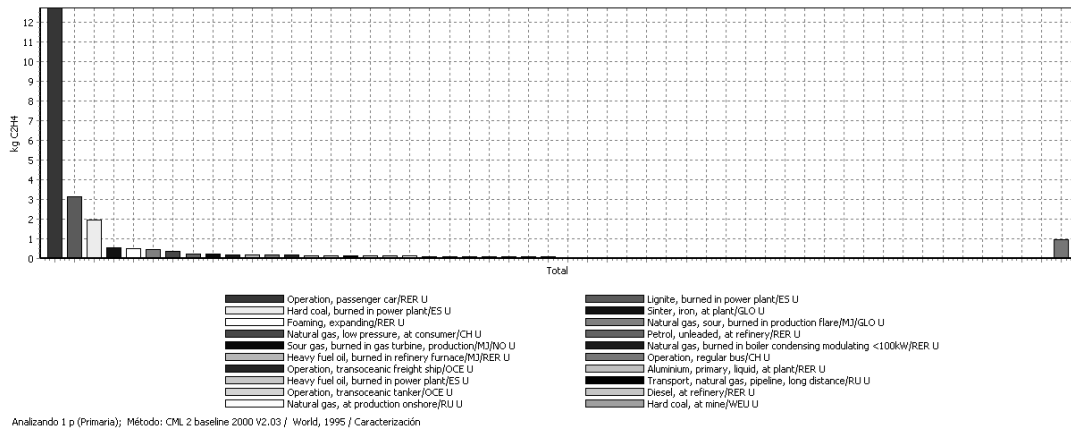 12
11
10
9
8
7
6
5
4
3
2
1
0
kg C2H4
Total
Operation, passenger car/RER U
Hard coal, burned in power plant/ES U
Foaming, expanding/RER U
Natural gas, low pressure, at consumer/CH U
Sour gas, burned in gas turbine, production/MJ/NO U
Heavy fuel oil, burned in refinery furnace/MJ/RER U
Operation, transoceanic freight ship/OCE U
Heavy fuel oil, burned in power plant/ES U
Operation, transoceanic tanker/OCE U
Natural gas, at production onshore/RU U
Lignite, burned in power plant/ES U
Sinter, iron, at plant/GLO U
Natural gas, sour, burned in production flare/MJ/GLO U
Petrol, unleaded, at refinery/RER U
Natural gas, burned in boiler condensing modulating <100kW/RER U
Operation, regular bus/CH U
Aluminium, primary, liquid, at plant/RER U
Transport, natural gas, pipeline, long distance/RU U
Diesel, at refinery/RER U
Hard coal, at mine/WEU U
Analizando 1 p (Primaria); Método: CML 2 baseline 2000 V2.03 / World, 1995 / Caracterización